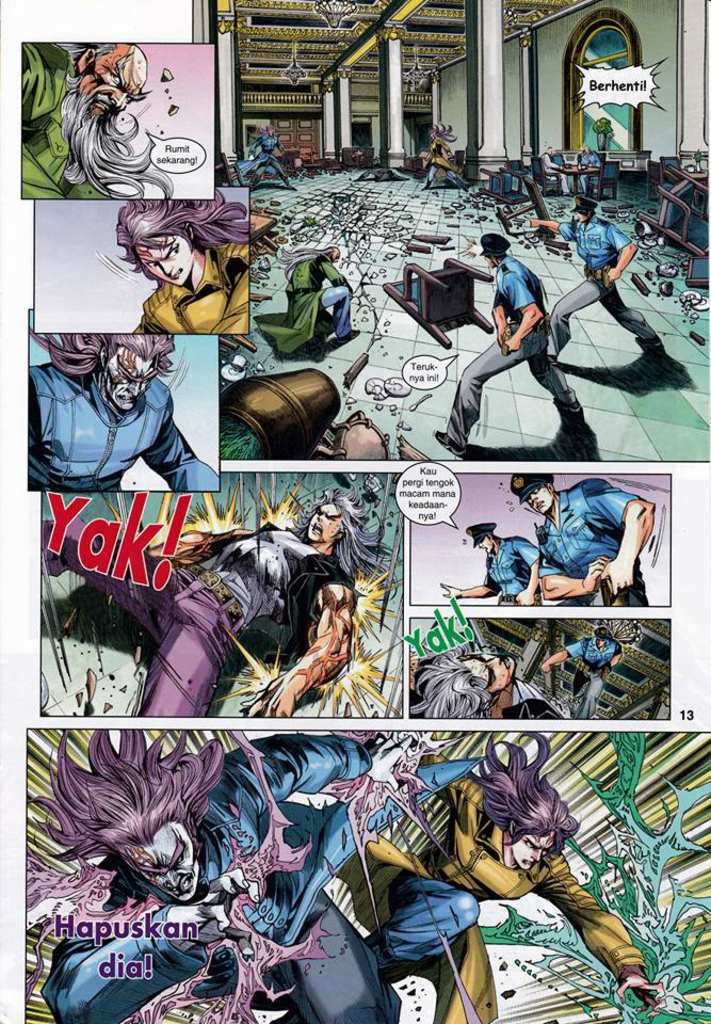 Berhenti!
Rumit
sekarang!
Teruk-
nya ini!
Yak!
Kau
pergi tengok
macam mana
keadaan-
nya!
Yak!
13
Hapuskan
dia!